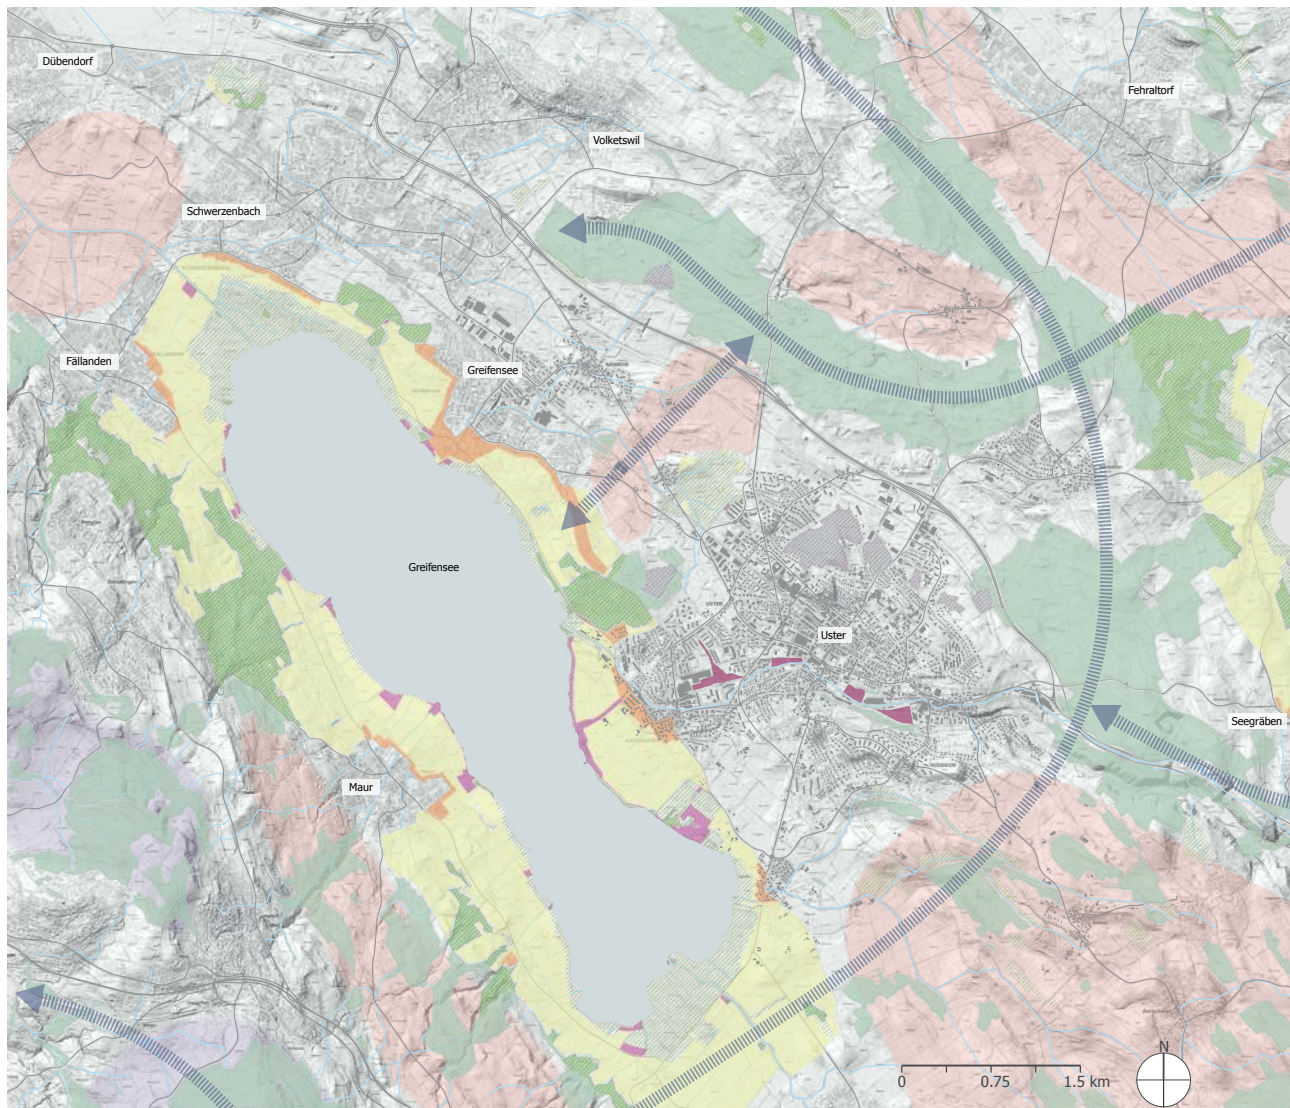 Dübendorf
Fehraltorf
Volketswil
Schwerzenbach
Fällanden
Greifensee
Greifensee
Uster
Seegräben
Maur
N
0 0.75 1.5 km